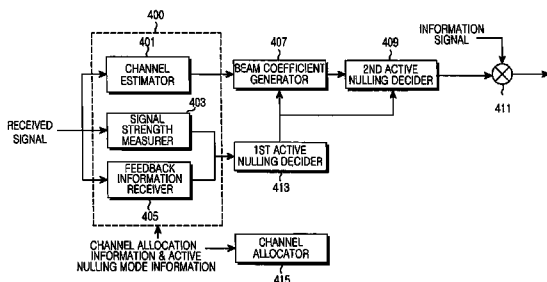 400
401
CHANNEL
ESTIMATOR
403
SIGNAL
STRENGTH
MEASURER
FEEDBACK
INFORMATION
RECEIVER
405
RECEIVED
SIGNAL
407
BEAM COEFFICIENT
GENERATOR
409
2ND ACTIVE
NULLING DECIDER
INFORMATION
SIGNAL
411
1ST ACTIVE
NULLING DECIDER
413
CHANNEL ALLOCATION
INFORMATION & ACTIVE
NULLING MODE INFORMATION
CHANNEL
ALLOCATOR
415